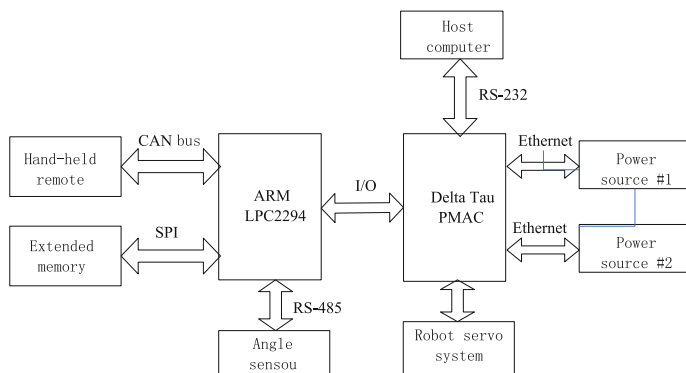 Host
computer
RS-232
CAN bus
Ethernet
Hand-held
remote
ARM
LPC2294
I/O
Delta Tau
PMAC
Power
source #1
Extended
memory
SPI
Ethernet
Power
source #2
RS-485
Angle
sensou
Robot servo
system